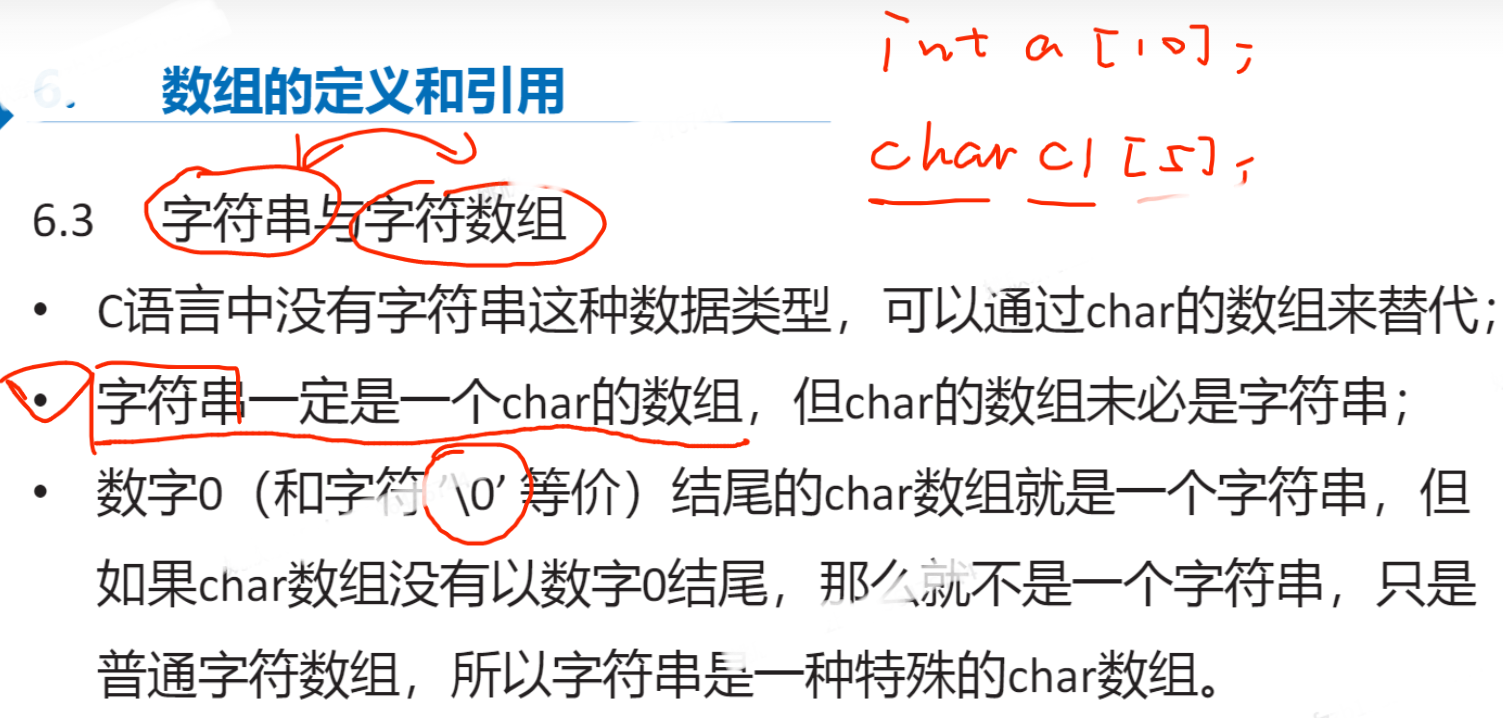 int a [10];
6. 数组的定义和引用
char c1 [5];
6.3 字符串与字符数组
• C语言中没有字符串这种数据类型，可以通过char的数组来替代；
• 字符串一定是一个char的数组，但char的数组未必是字符串；
• 数字0（和字符‘\0’等价）结尾的char数组就是一个字符串，但
如果char数组没有以数字0结尾，那么就不是一个字符串，只是
普通字符数组，所以字符串是一种特殊的char数组。